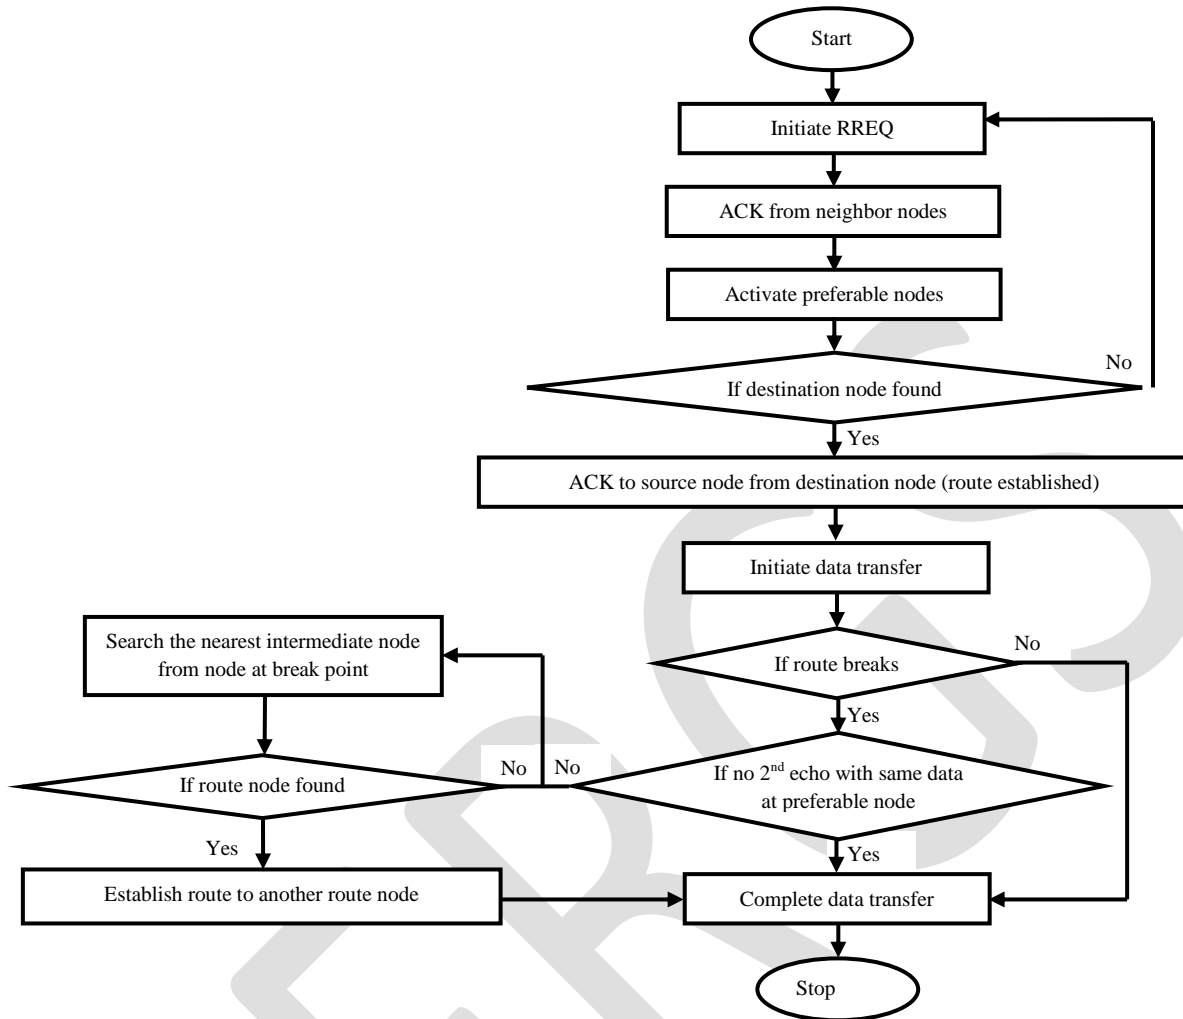 Start
Initiate RREQ
ACK from neighbor nodes
Activate preferable nodes
No
If destination node found
Yes
ACK to source node from destination node (route established)
Initiate data transfer
Search the nearest intermediate node
from node at break point
No
If route breaks
Yes
If route node found
No
No
If no 2nd echo with same data
at preferable node
Yes
Yes
Establish route to another route node
Complete data transfer
Stop